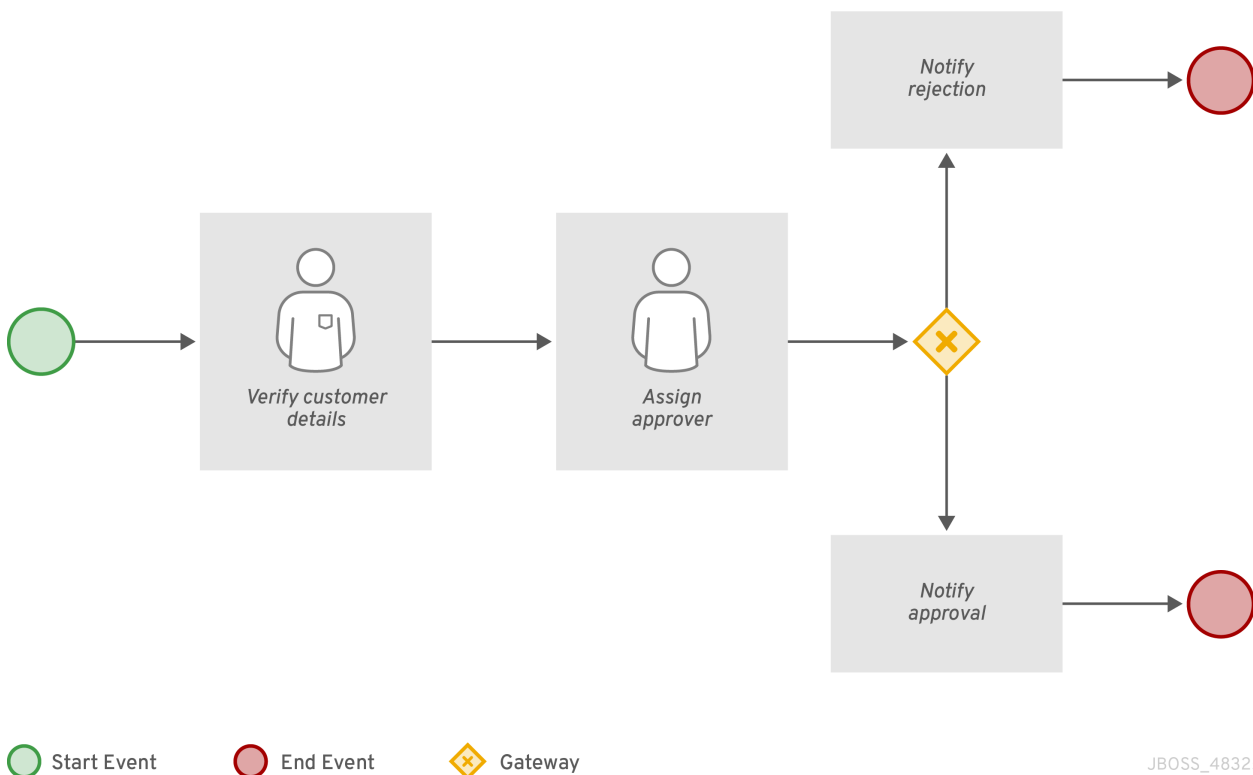 Notify
rejection
Verify customer
details
Assign
approver
Notify
approval
Start Event
End Event
Gateway
JBOSS_4832